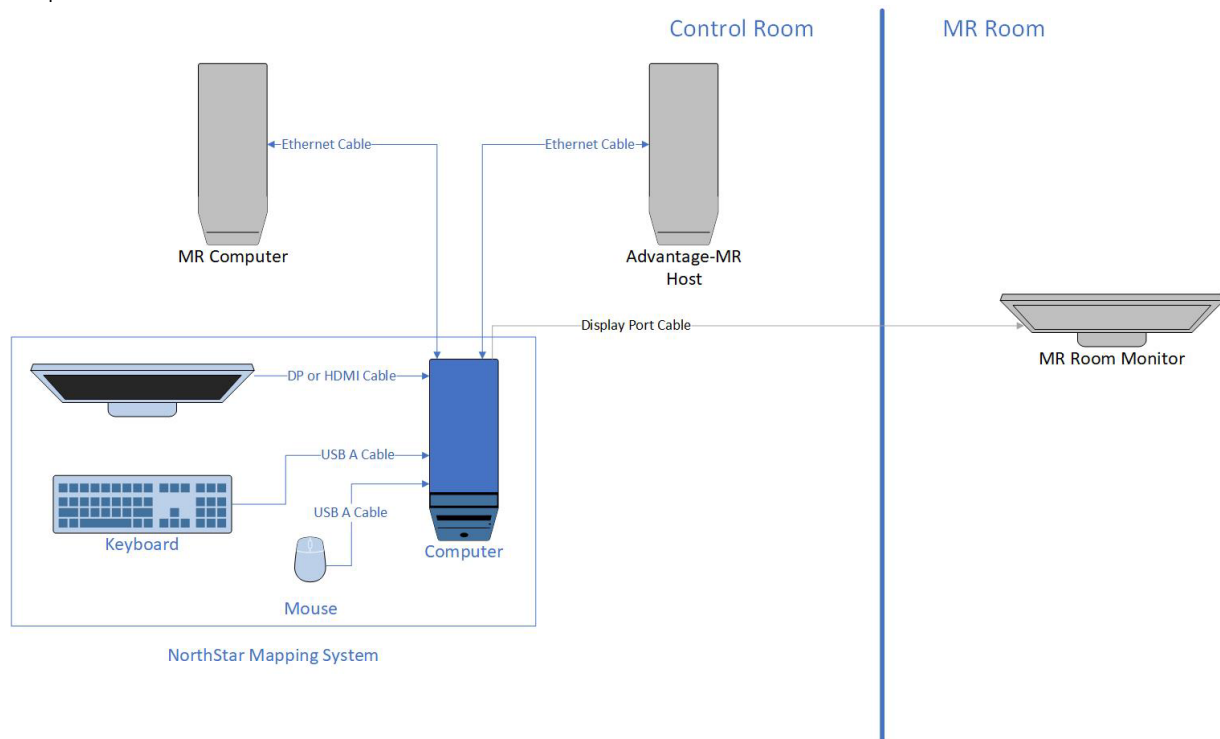 Control Room
MR Room
Ethernet Cable
Ethernet Cable
MR Computer
Advantage-MR
Host
Display Port Cable
MR Room Monitor
DP or HDMI Cable
USB A Cable
USB A Cable
Keyboard
Computer
Mouse
NorthStar Mapping System